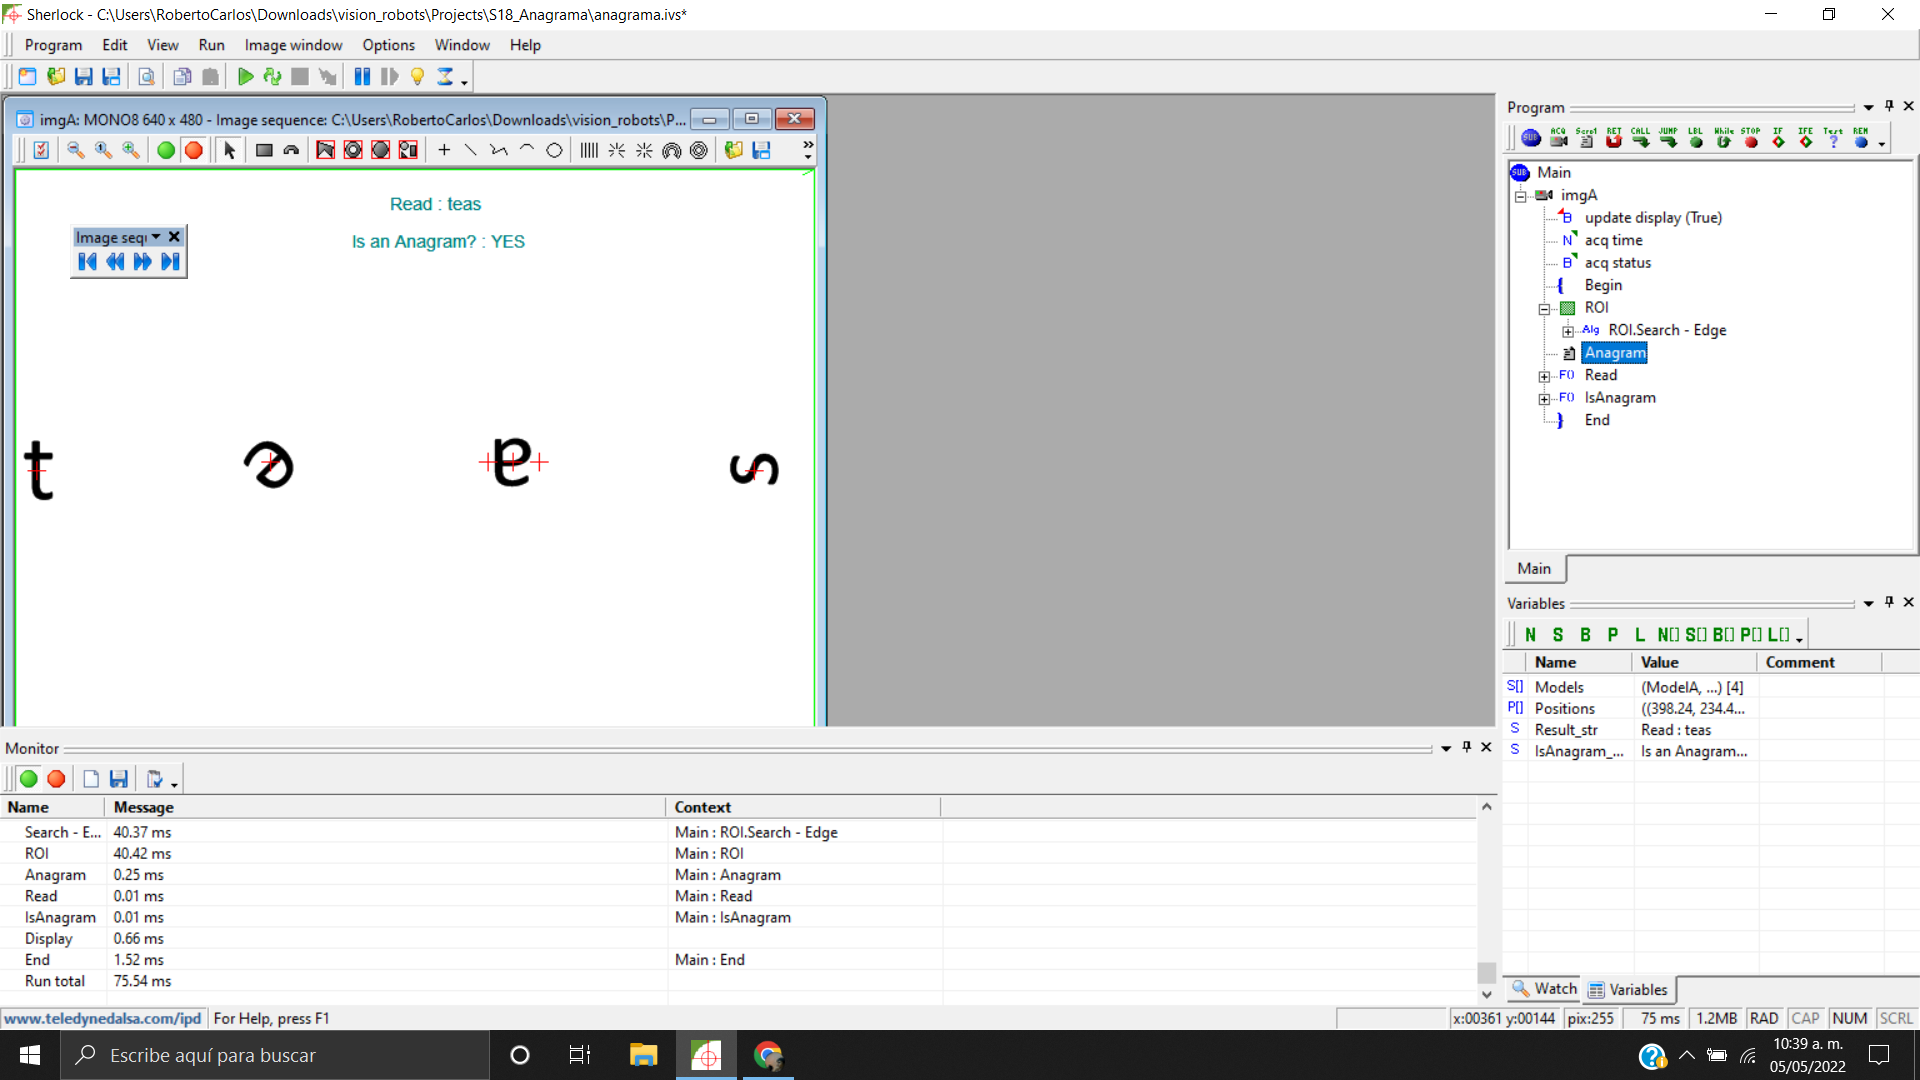 Sherlock - C:\Users\RobertoCarlos\Downloads\vision_robots\Projects\S18_Anagrama\anagrama.ivs*
Program Edit View Run Image window Options Window Help
imgA: MONO8 640 x 480 - Image sequence: C:\Users\RobertoCarlos\Downloads\vision_robots\P...
Read : teas
Is an Anagram? : YES
Image seqı
t e a s
Program
SUB ACQ Script RET CALL JUMP LBL While STOP IF IFE Text REM
SUB Main
imgA
B update display (True)
N acq time
B acq status
{ Begin
ROI
Alg ROI.Search - Edge
Anagram
F() Read
F() IsAnagram
} End
Main
Variables
N S B P L N[] S[] B[] P[] L[]
Name Value Comment
S[] Models (ModelA, ...) [4]
P[] Positions ((398.24, 234.4...
S Result_str Read : teas
S IsAnagram_... Is an Anagram...
Watch Variables
Monitor
Name Message Context
Search - E... 40.37 ms Main : ROI.Search - Edge
ROI 40.42 ms Main : ROI
Anagram 0.25 ms Main : Anagram
Read 0.01 ms Main : Read
IsAnagram 0.01 ms Main : IsAnagram
Display 0.66 ms
End 1.52 ms Main : End
Run total 75.54 ms
www.teledynedalsa.com/ipd For Help, press F1
x:00361 y:00144 pix:255 75 ms 1.2MB RAD CAP NUM SCRL
Escribe aquí para buscar
10:39 a. m.
05/05/2022